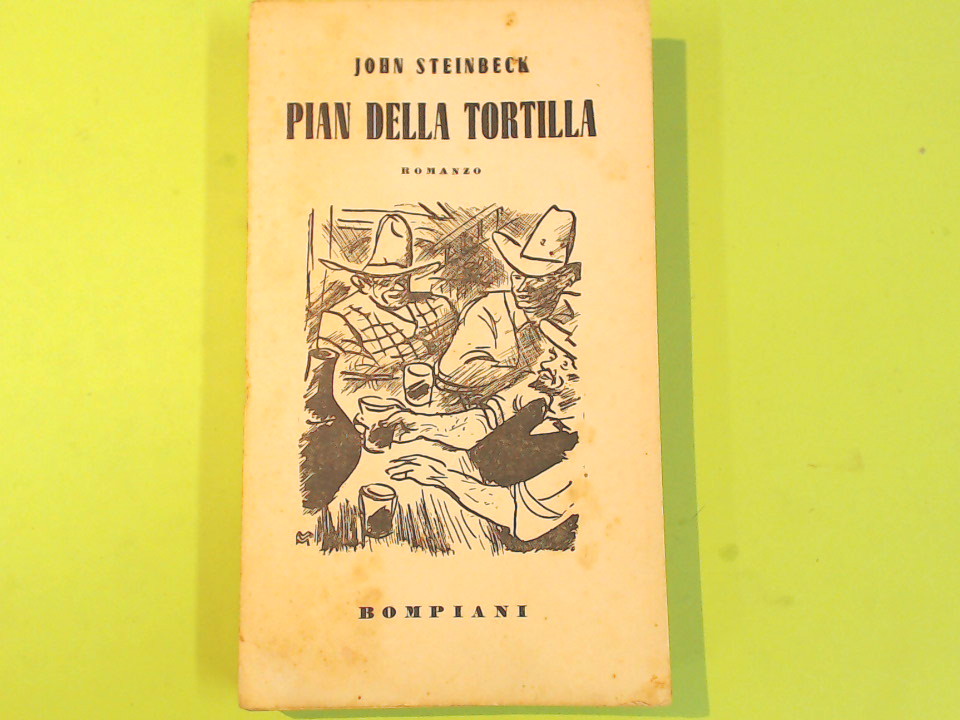 JOHN STEINBECK
PIAN DELLA TORTILLA
ROMANZO
BOMPIANI